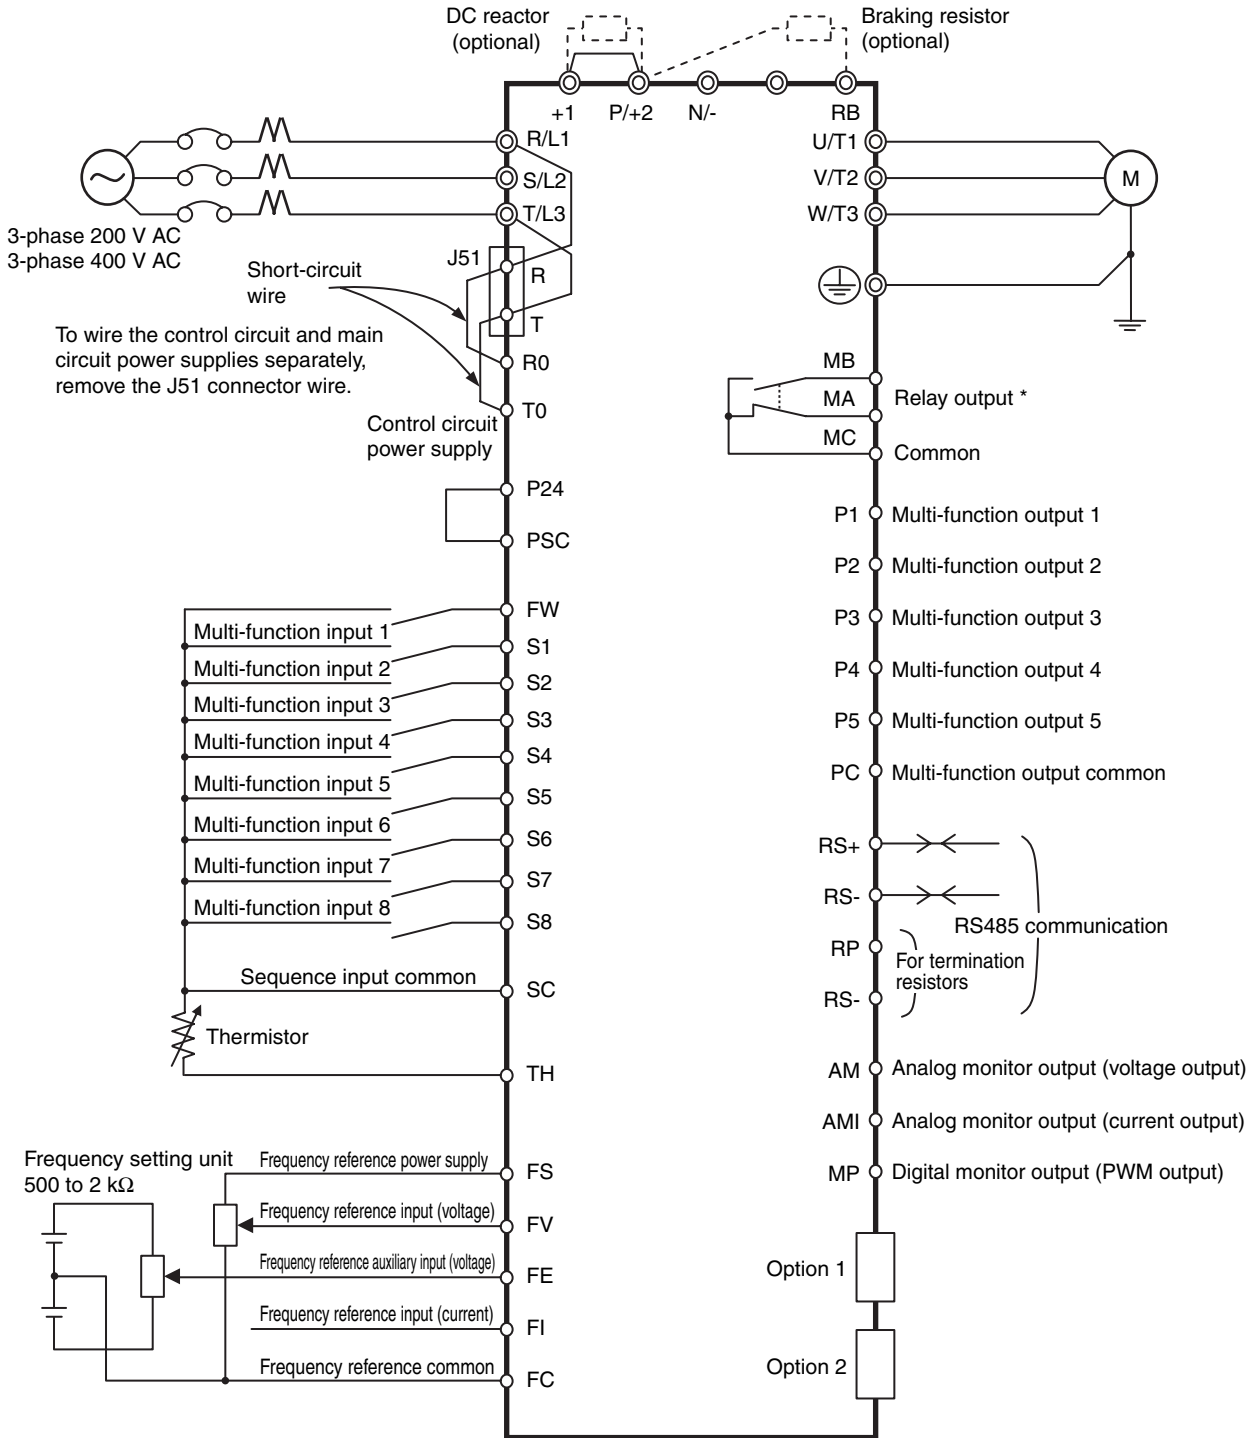 DC reactor
(optional)
Braking resistor
(optional)
+1
P/+2
N/-
RB
R/L1
S/L2
T/L3
U/T1
V/T2
W/T3
M
3-phase 200 V AC
3-phase 400 V AC
J51
R
T
Short-circuit
wire
To wire the control circuit and main
circuit power supplies separately,
remove the J51 connector wire.
R0
T0
Control circuit
power supply
MB
MA
Relay output *
MC
Common
P24
PSC
P1
Multi-function output 1
P2
Multi-function output 2
P3
Multi-function output 3
P4
Multi-function output 4
P5
Multi-function output 5
PC
Multi-function output common
FW
Multi-function input 1
S1
Multi-function input 2
S2
Multi-function input 3
S3
Multi-function input 4
S4
Multi-function input 5
S5
Multi-function input 6
S6
Multi-function input 7
S7
Multi-function input 8
S8
Sequence input common
SC
Thermistor
TH
RS+
RS-
RS485 communication
RP
For termination
resistors
RS-
AM
Analog monitor output (voltage output)
AMI
Analog monitor output (current output)
MP
Digital monitor output (PWM output)
Frequency setting unit
500 to 2 kΩ
Frequency reference power supply
FS
Frequency reference input (voltage)
FV
Frequency reference auxiliary input (voltage)
FE
Frequency reference input (current)
FI
Frequency reference common
FC
Option 1
Option 2